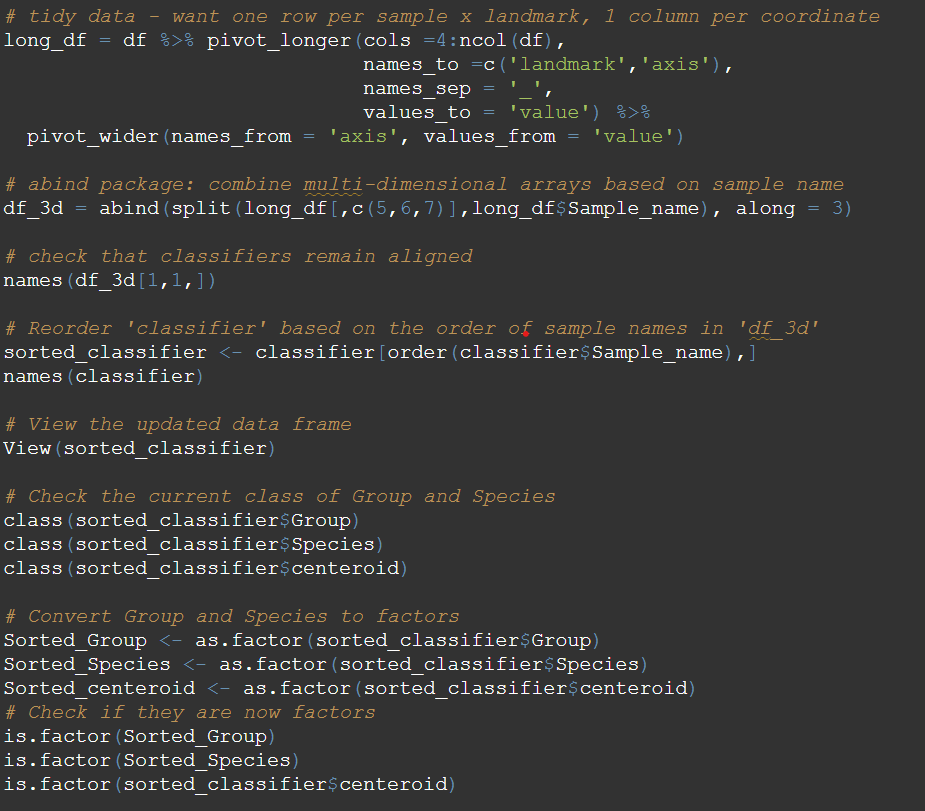 # tidy data - want one row per sample x landmark, 1 column per coordinate
long_df = df %>% pivot_longer(cols =4:ncol(df),
names_to =c('landmark','axis'),
names_sep = '_',
values_to = 'value') %>%
pivot_wider(names_from = 'axis', values_from = 'value')
# abind package: combine multi-dimensional arrays based on sample name
df_3d = abind(split(long_df[,c(5,6,7)],long_df$Sample_name), along = 3)
# check that classifiers remain aligned
names(df_3d[1,1,])
# Reorder 'classifier' based on the order of sample names in 'df_3d'
sorted_classifier <- classifier[order(classifier$Sample_name),]
names(classifier)
# View the updated data frame
View(sorted_classifier)
# Check the current class of Group and Species
class(sorted_classifier$Group)
class(sorted_classifier$Species)
class(sorted_classifier$centeroid)
# Convert Group and Species to factors
Sorted_Group <- as.factor(sorted_classifier$Group)
Sorted_Species <- as.factor(sorted_classifier$Species)
Sorted_centeroid <- as.factor(sorted_classifier$centeroid)
# Check if they are now factors
is.factor(Sorted_Group)
is.factor(Sorted_Species)
is.factor(sorted_classifier$centeroid)